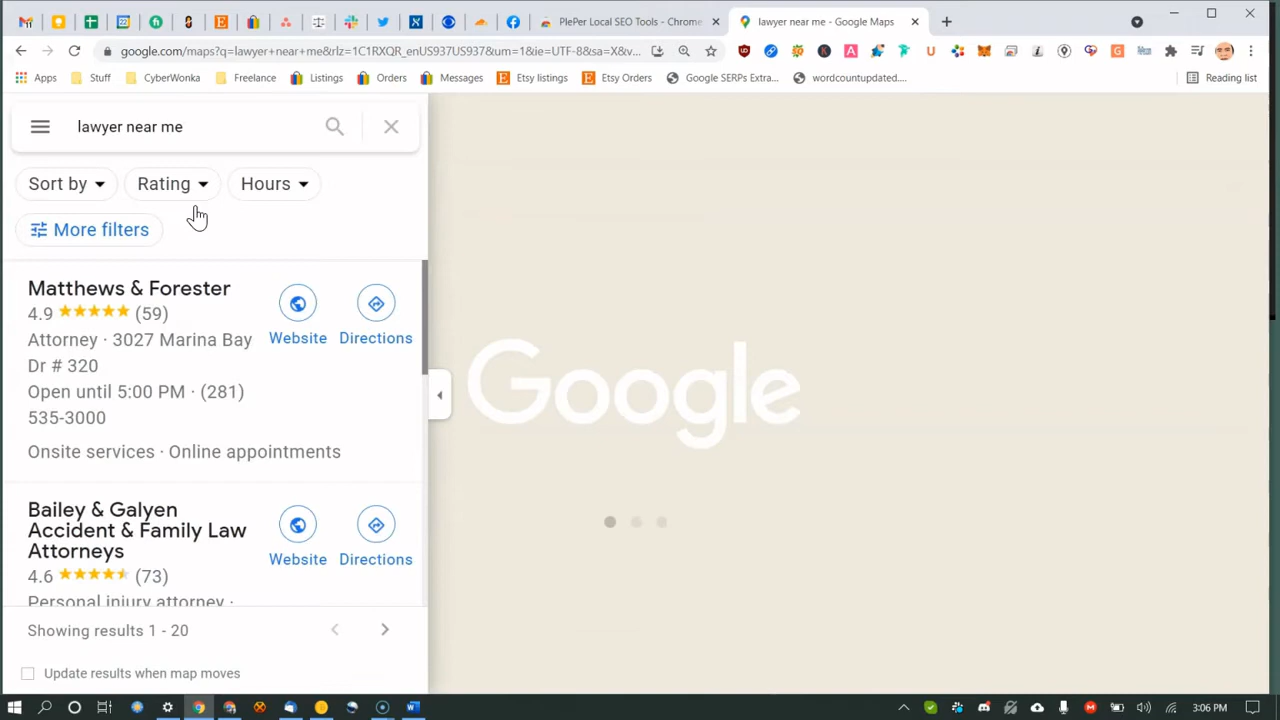 PlePer Local SEO Tools - Chrome
lawyer near me - Google Maps
google.com/maps?q=lawyer+near+me&rlz=1C1RXQR_enUS937US937&um=1&ie=UTF-8&sa=X&v...
Apps
Stuff
CyberWonka
Freelance
Listings
Orders
Messages
Etsy listings
Etsy Orders
Google SERPs Extra...
wordcountupdated....
Reading list
lawyer near me
Sort by
Rating
Hours
More filters
Matthews & Forester
4.9 (59)
Attorney · 3027 Marina Bay
Dr # 320
Open until 5:00 PM · (281)
535-3000
Onsite services · Online appointments
Website
Directions
Bailey & Galyen
Accident & Family Law
Attorneys
4.6 (73)
Personal injury attorney ·
Website
Directions
Showing results 1 - 20
Update results when map moves
Google
3:06 PM